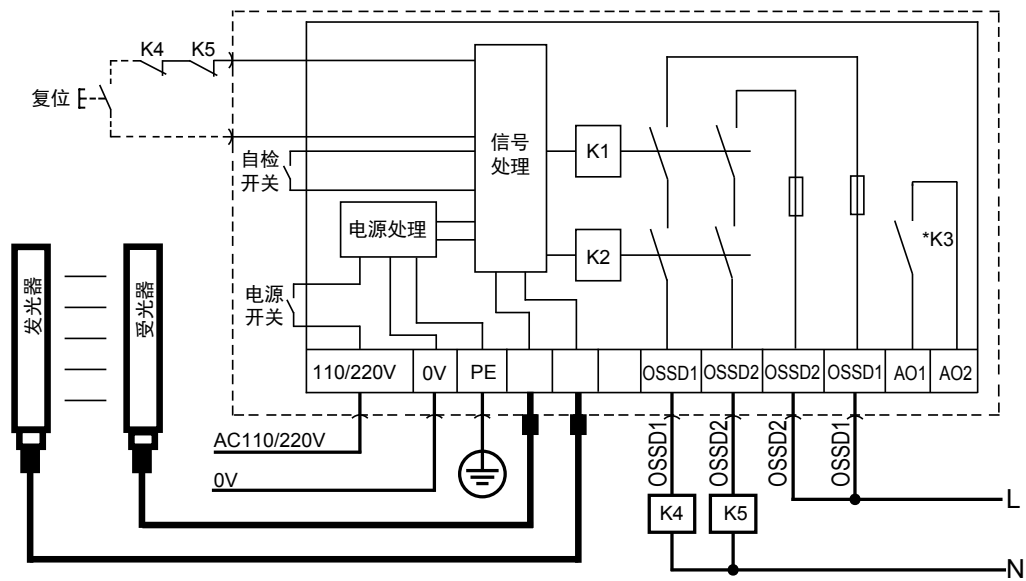 K4
K5
复位
自检
开关
信号
处理
K1
K2
*K3
电源处理
发光器
受光器
电源
开关
110/220V
0V
PE
OSSD1
OSSD2
OSSD2
OSSD1
AO1
AO2
AC110/220V
0V
OSSD1
OSSD2
OSSD2
OSSD1
K4
K5
L
N